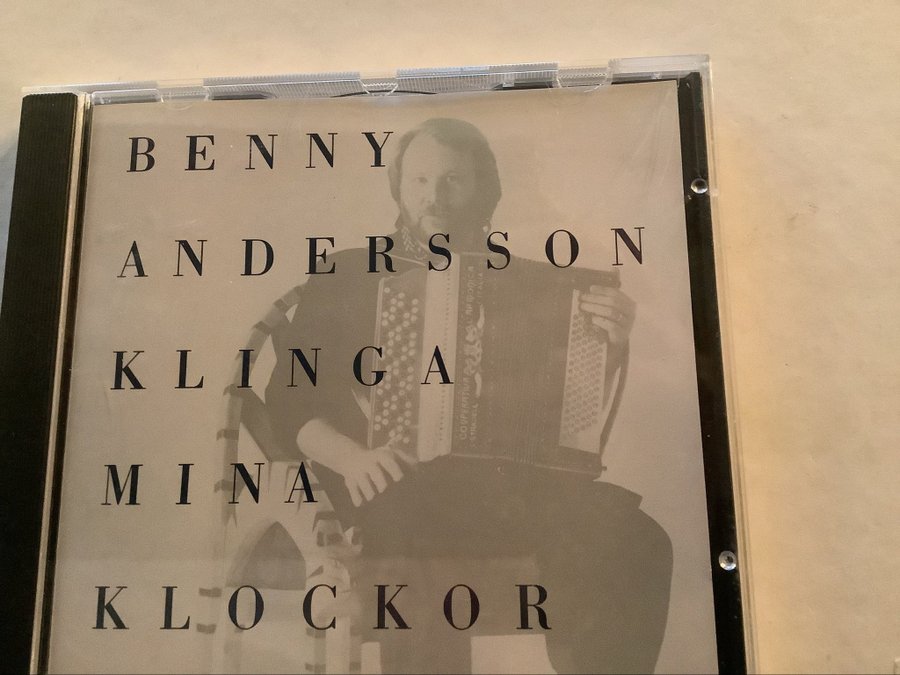 BENNY
ANDERSSON
KLINGA
MINA
KLOCKOR